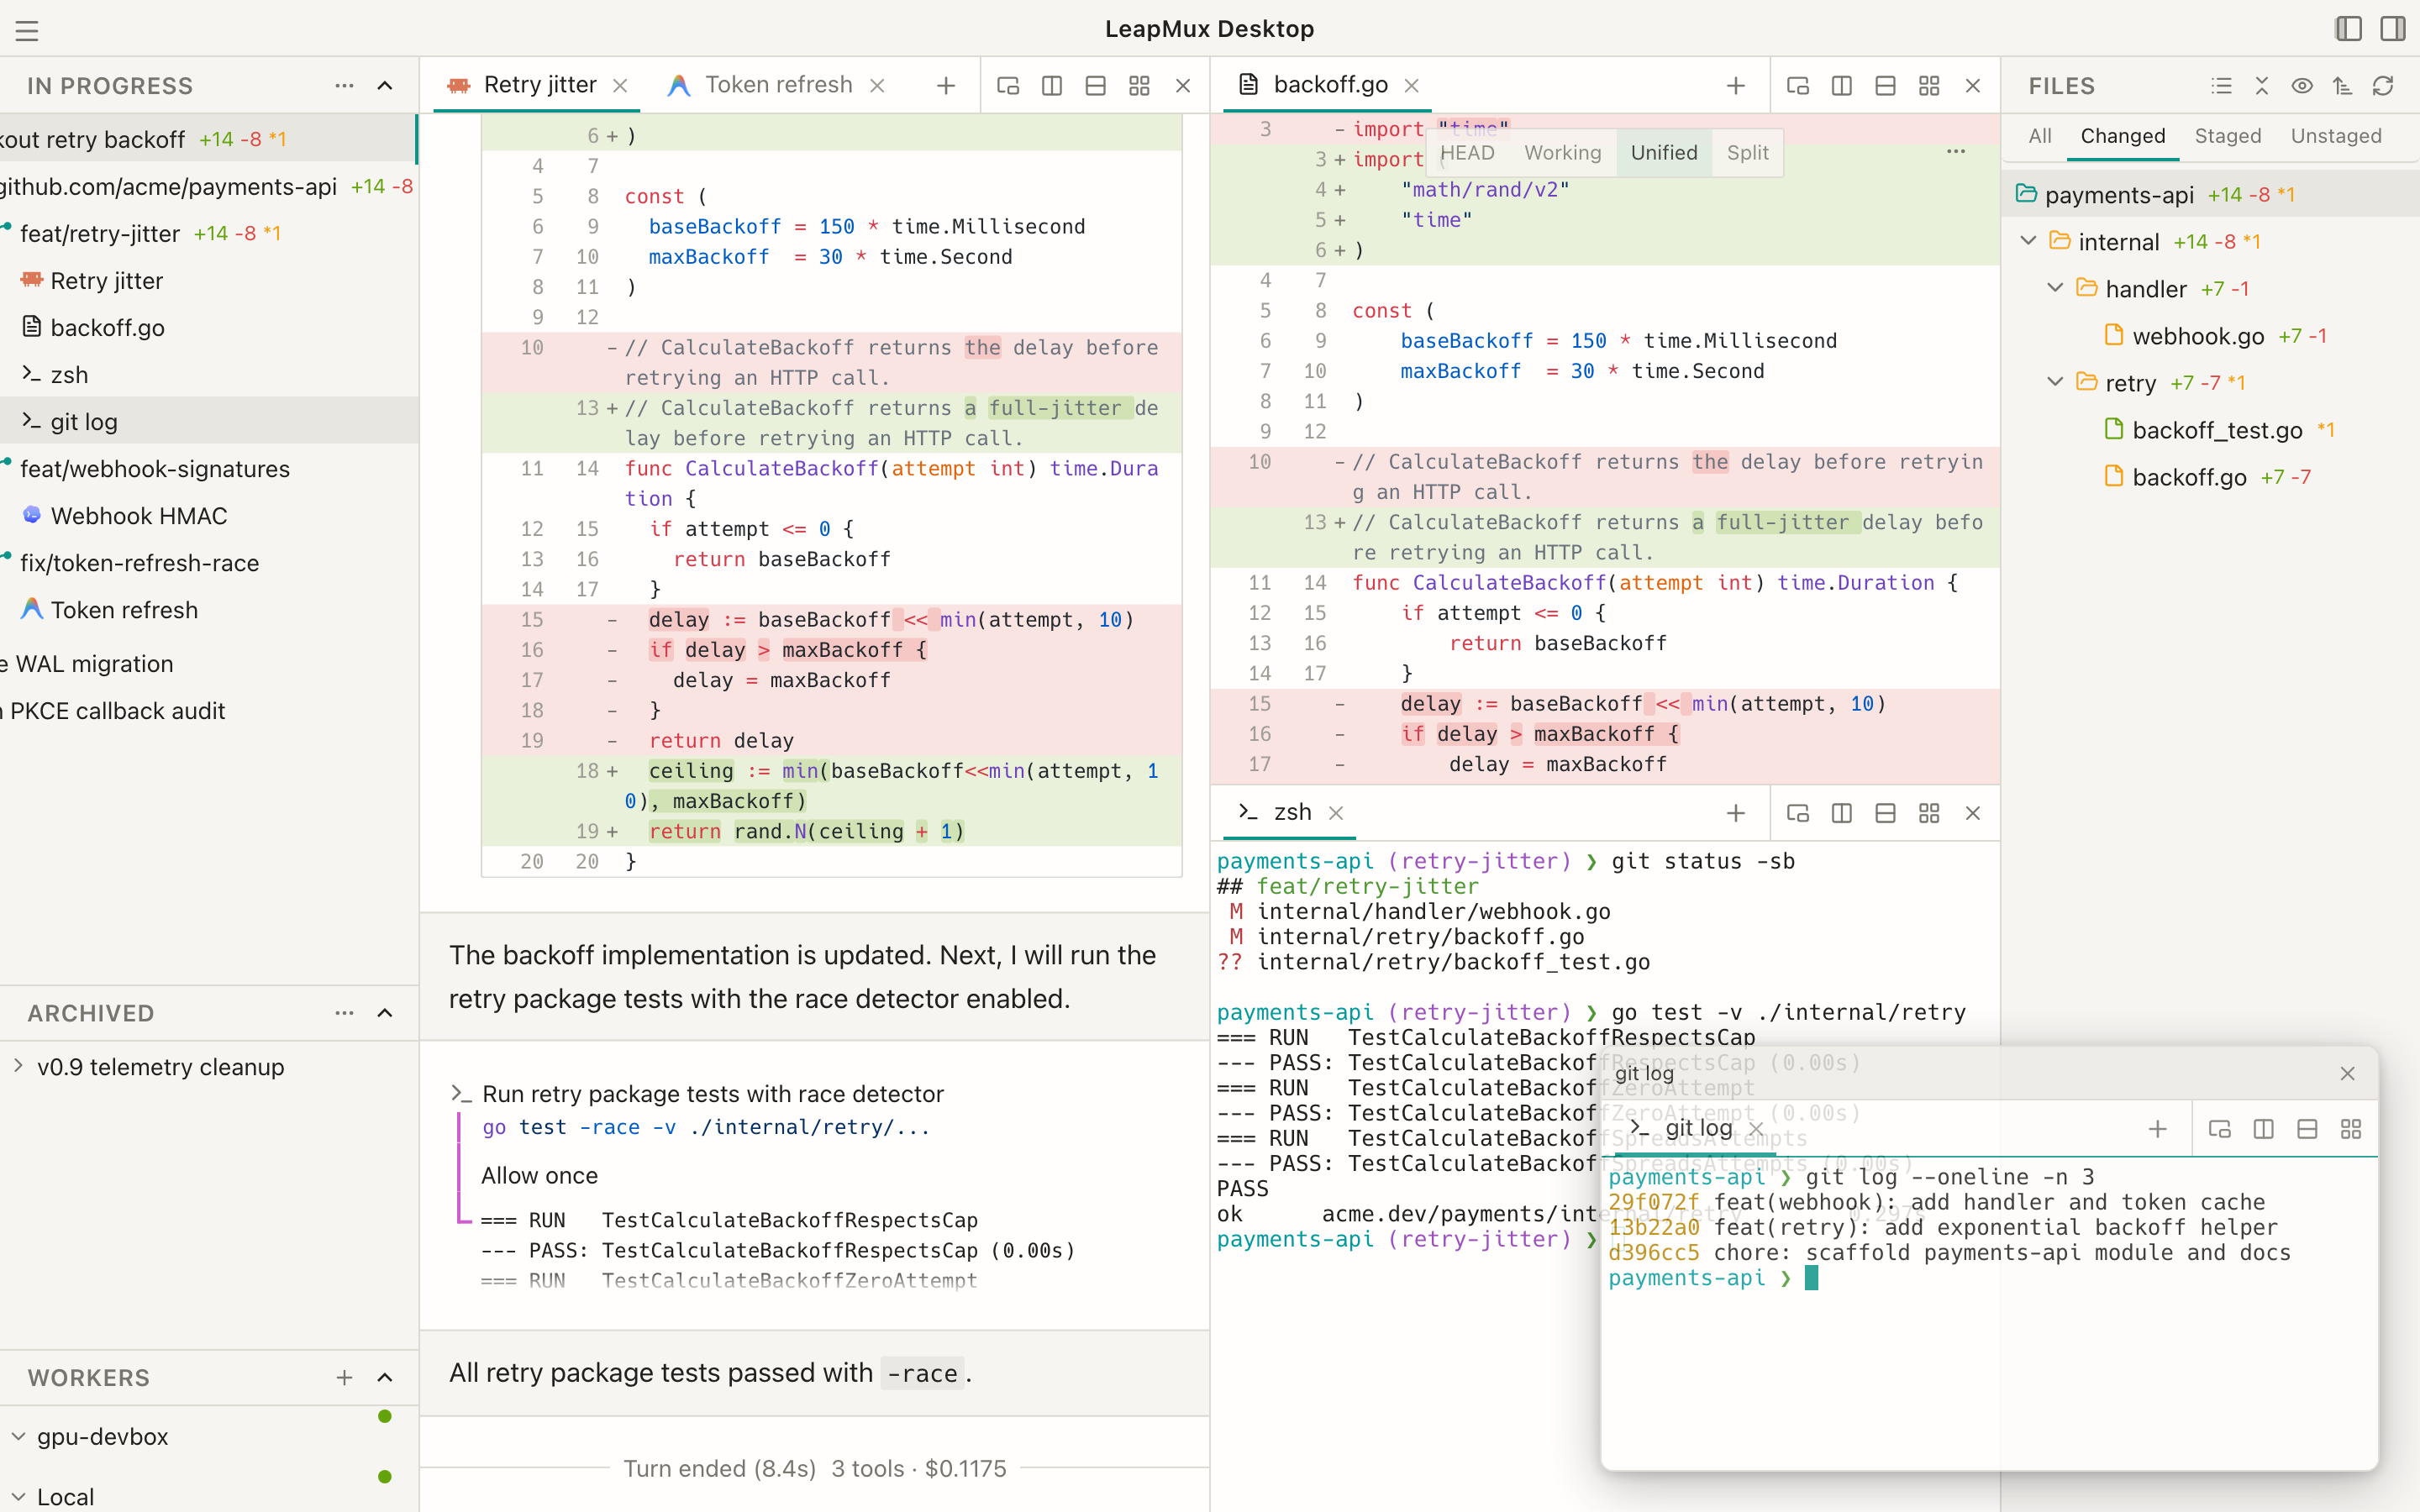 LeapMux Desktop
IN PROGRESS
kout retry backoff +14 -8 *1
github.com/acme/payments-api +14 -8
feat/retry-jitter +14 -8 *1
Retry jitter
backoff.go
zsh
git log
feat/webhook-signatures
Webhook HMAC
fix/token-refresh-race
Token refresh
e WAL migration
PKCE callback audit
ARCHIVED
v0.9 telemetry cleanup
WORKERS
gpu-devbox
Local
Retry jitter
Token refresh
6 + )
4 7
5 8 const (
6 9 baseBackoff = 150 * time.Millisecond
7 10 maxBackoff = 30 * time.Second
8 11 )
9 12
10 - // CalculateBackoff returns the delay before
retrying an HTTP call.
13 + // CalculateBackoff returns a full-jitter de
lay before retrying an HTTP call.
11 14 func CalculateBackoff(attempt int) time.Dura
tion {
12 15 if attempt <= 0 {
13 16 return baseBackoff
14 17 }
15 - delay := baseBackoff << min(attempt, 10)
16 - if delay > maxBackoff {
17 - delay = maxBackoff
18 - }
19 - return delay
18 + ceiling := min(baseBackoff<<min(attempt, 1
0), maxBackoff)
19 + return rand.N(ceiling + 1)
20 20 }
The backoff implementation is updated. Next, I will run the
retry package tests with the race detector enabled.
Run retry package tests with race detector
go test -race -v ./internal/retry/...
Allow once
=== RUN TestCalculateBackoffRespectsCap
--- PASS: TestCalculateBackoffRespectsCap (0.00s)
=== RUN TestCalculateBackoffZeroAttempt
All retry package tests passed with -race.
Turn ended (8.4s) 3 tools · $0.1175
backoff.go
HEAD Working Unified Split
3 - import "time"
3 + import (
4 + "math/rand/v2"
5 + "time"
6 + )
4 7
5 8 const (
6 9 baseBackoff = 150 * time.Millisecond
7 10 maxBackoff = 30 * time.Second
8 11 )
9 12
10 - // CalculateBackoff returns the delay before retryin
g an HTTP call.
13 + // CalculateBackoff returns a full-jitter delay befo
re retrying an HTTP call.
11 14 func CalculateBackoff(attempt int) time.Duration {
12 15 if attempt <= 0 {
13 16 return baseBackoff
14 17 }
15 - delay := baseBackoff << min(attempt, 10)
16 - if delay > maxBackoff {
17 - delay = maxBackoff
zsh
payments-api (retry-jitter) ❯ git status -sb
## feat/retry-jitter
M internal/handler/webhook.go
M internal/retry/backoff.go
?? internal/retry/backoff_test.go
payments-api (retry-jitter) ❯ go test -v ./internal/retry
=== RUN TestCalculateBackoffRespectsCap
--- PASS: TestCalculateBackoffRespectsCap (0.00s)
=== RUN TestCalculateBackoffZeroAttempt
--- PASS: TestCalculateBackoffZeroAttempt (0.00s)
=== RUN TestCalculateBackoffSpreadsAttempts
--- PASS: TestCalculateBackoffSpreadsAttempts (0.00s)
PASS
ok acme.dev/payments/internal/retry 0.297s
payments-api (retry-jitter) ❯
git log
git log
payments-api ❯ git log --oneline -n 3
29f072f feat(webhook): add handler and token cache
13b22a0 feat(retry): add exponential backoff helper
d396cc5 chore: scaffold payments-api module and docs
payments-api ❯
FILES
All Changed Staged Unstaged
payments-api +14 -8 *1
internal +14 -8 *1
handler +7 -1
webhook.go +7 -1
retry +7 -7 *1
backoff_test.go *1
backoff.go +7 -7